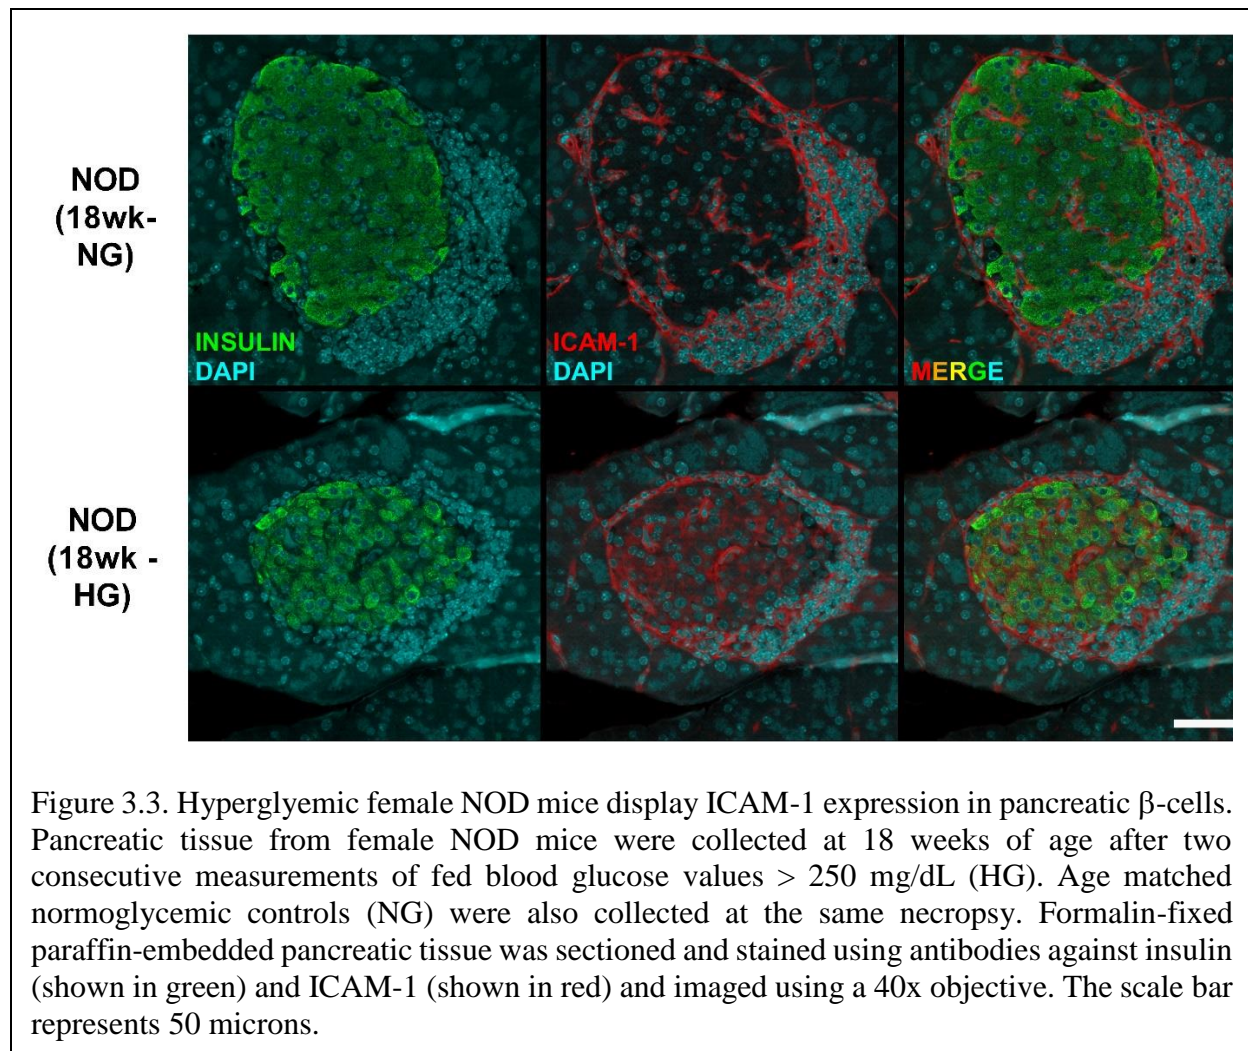 NOD
(18wk-
NG)
INSULIN
DAPI
ICAM-1
DAPI
MERGE
NOD
(18wk -
HG)
Figure 3.3. Hyperglyemic female NOD mice display ICAM-1 expression in pancreatic β-cells.
Pancreatic tissue from female NOD mice were collected at 18 weeks of age after two
consecutive measurements of fed blood glucose values > 250 mg/dL (HG). Age matched
normoglycemic controls (NG) were also collected at the same necropsy. Formalin-fixed
paraffin-embedded pancreatic tissue was sectioned and stained using antibodies against insulin
(shown in green) and ICAM-1 (shown in red) and imaged using a 40x objective. The scale bar
represents 50 microns.